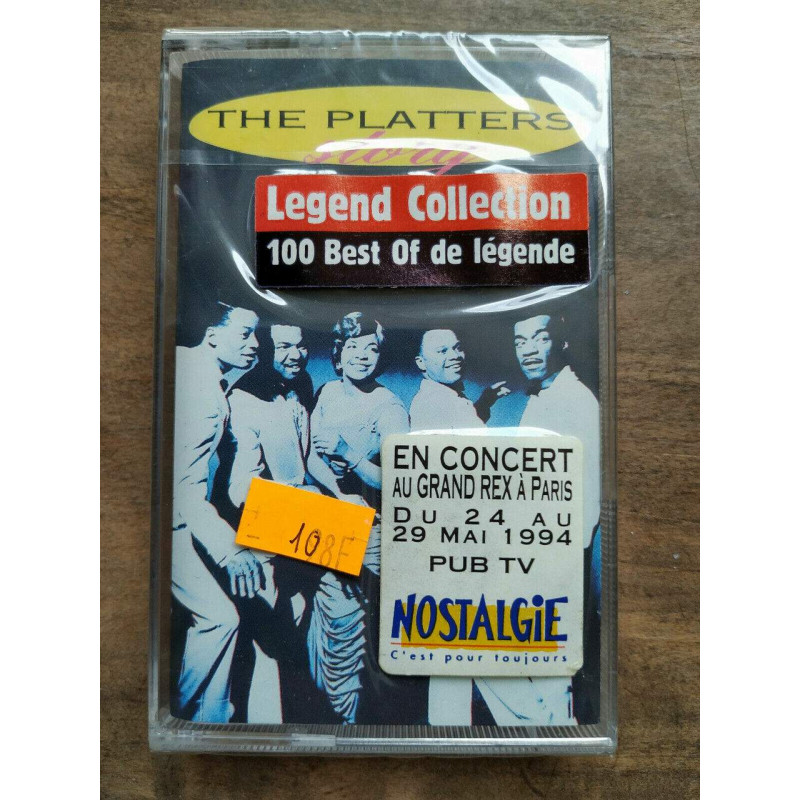 THE PLATTERS
story
Legend Collection
100 Best Of de légende
EN CONCERT
AU GRAND REX À PARIS
DU 24 AU
29 MAI 1994
PUB TV
NOSTALGiE
C'est pour toujours
10